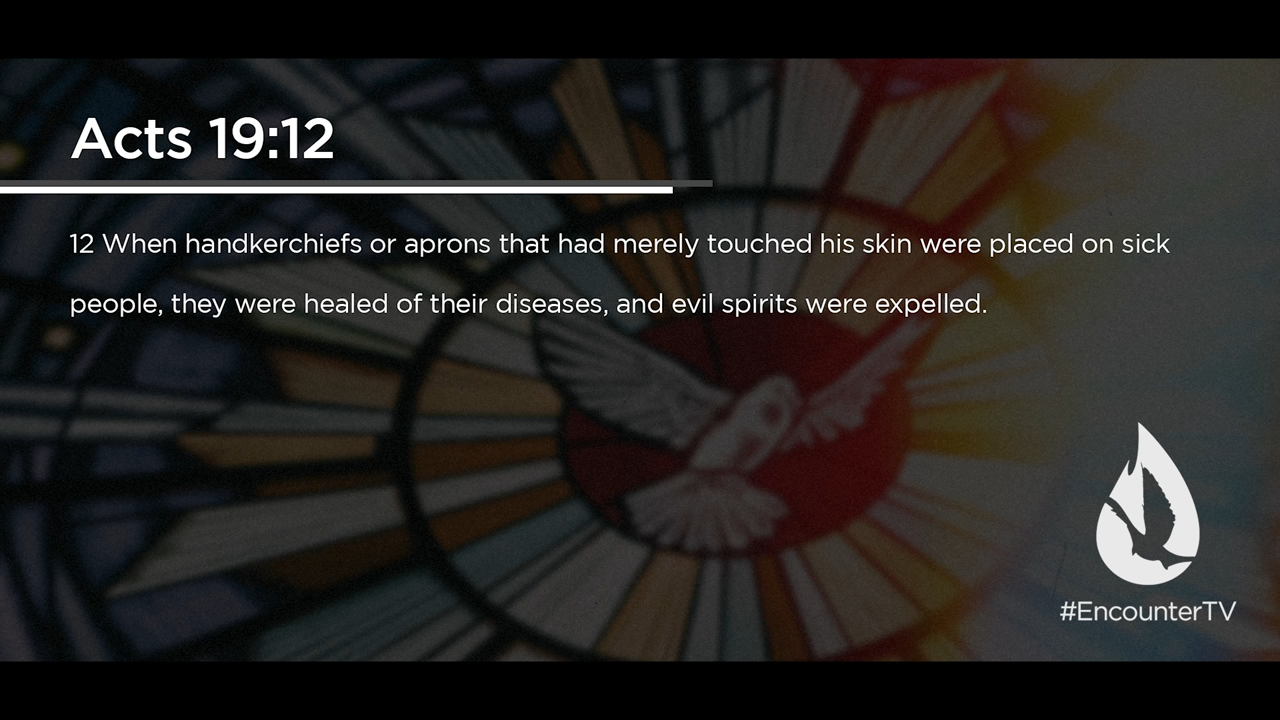 Acts 19:12
12 When handkerchiefs or aprons that had merely touched his skin were placed on sick
people, they were healed of their diseases, and evil spirits were expelled.
#EncounterTV